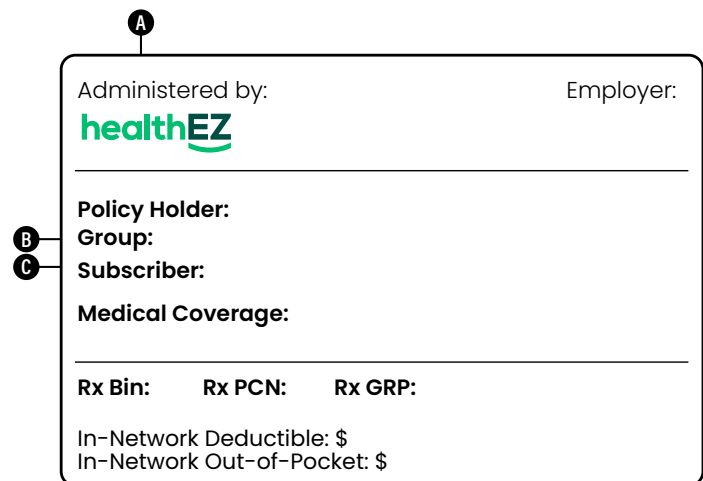 A
Administered by: Employer:
healthEZ
Policy Holder:
B Group:
C Subscriber:
Medical Coverage:
Rx Bin: Rx PCN: Rx GRP:
In-Network Deductible: $
In-Network Out-of-Pocket: $